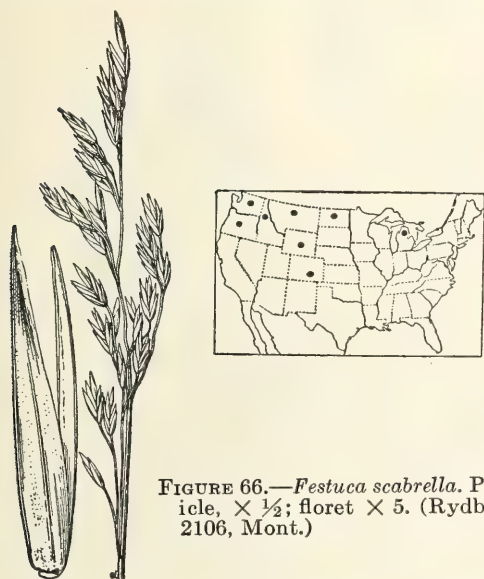 FIGURE 66.—Festuca scabrella. P
icle, × ½; floret × 5. (Rydb
2106, Mont.)